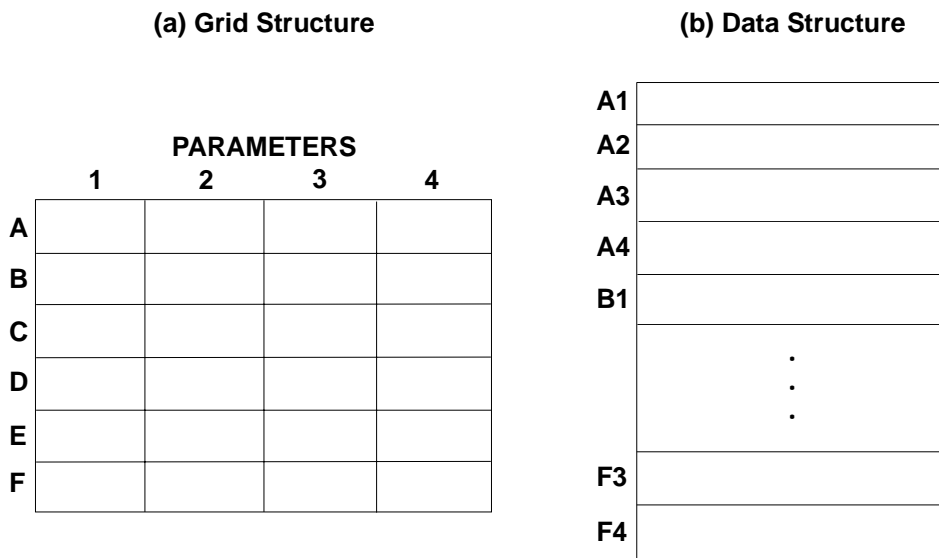 (a) Grid Structure
PARAMETERS
1 2 3 4
A
B
C
D
E
F
(b) Data Structure
A1
A2
A3
A4
B1
.
.
.
F3
F4